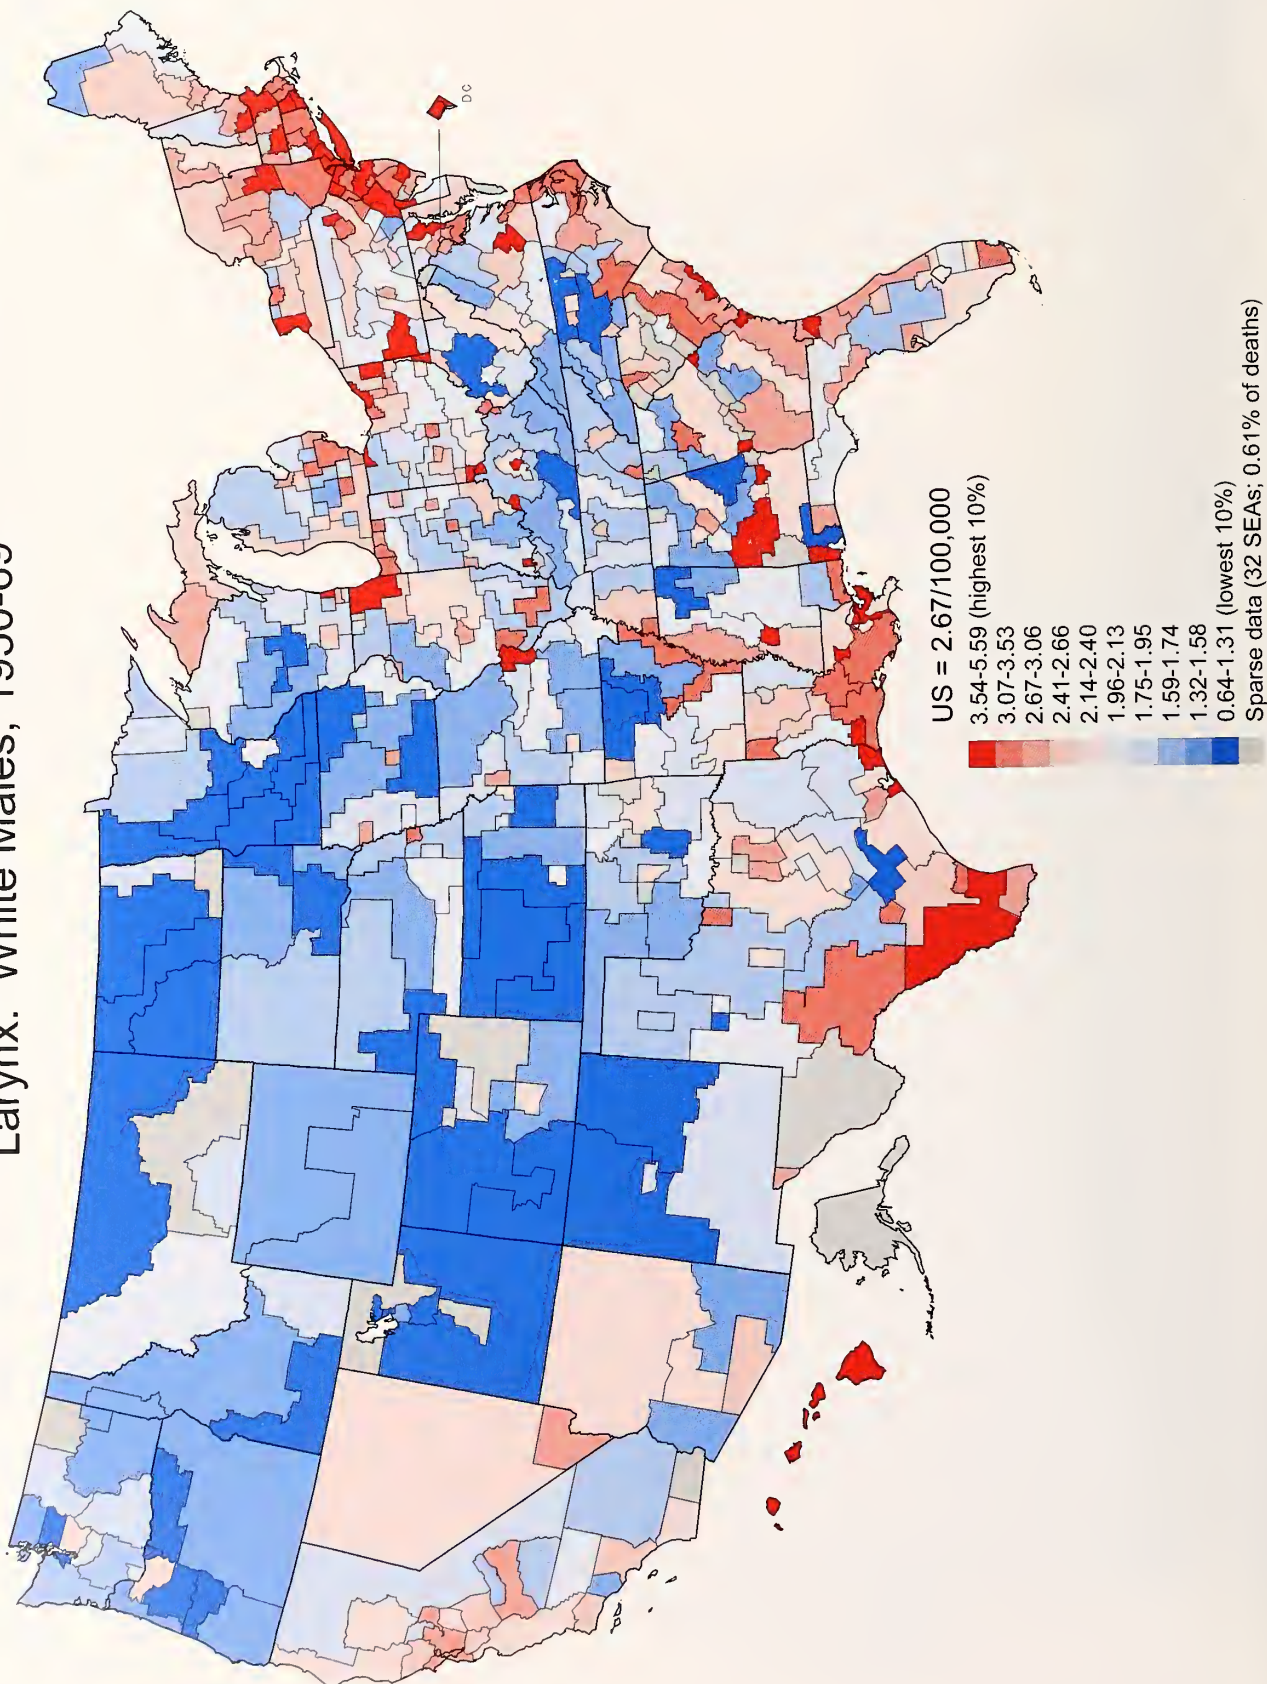 Larynx: White Males, 1950-69
DC
US = 2.67/100,000
3.54-5.59 (highest 10%)
3.07-3.53
2.67-3.06
2.41-2.66
2.14-2.40
1.96-2.13
1.75-1.95
1.59-1.74
1.32-1.58
0.64-1.31 (lowest 10%)
Sparse data (32 SEAs; 0.61% of deaths)